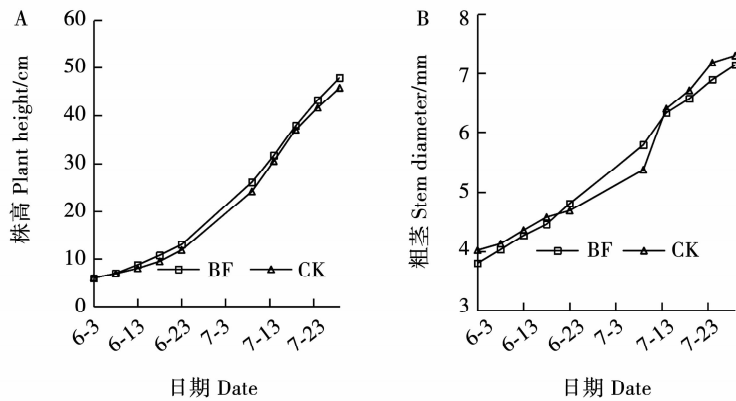 A
60
50
40
30
20
10
0
株高 Plant height/cm
BF
CK
6-3
6-13
6-23
7-3
7-13
7-23
日期 Date
B
8
7
6
5
4
3
粗茎 Stem diameter/mm
BF
CK
6-3
6-13
6-23
7-3
7-13
7-23
日期 Date